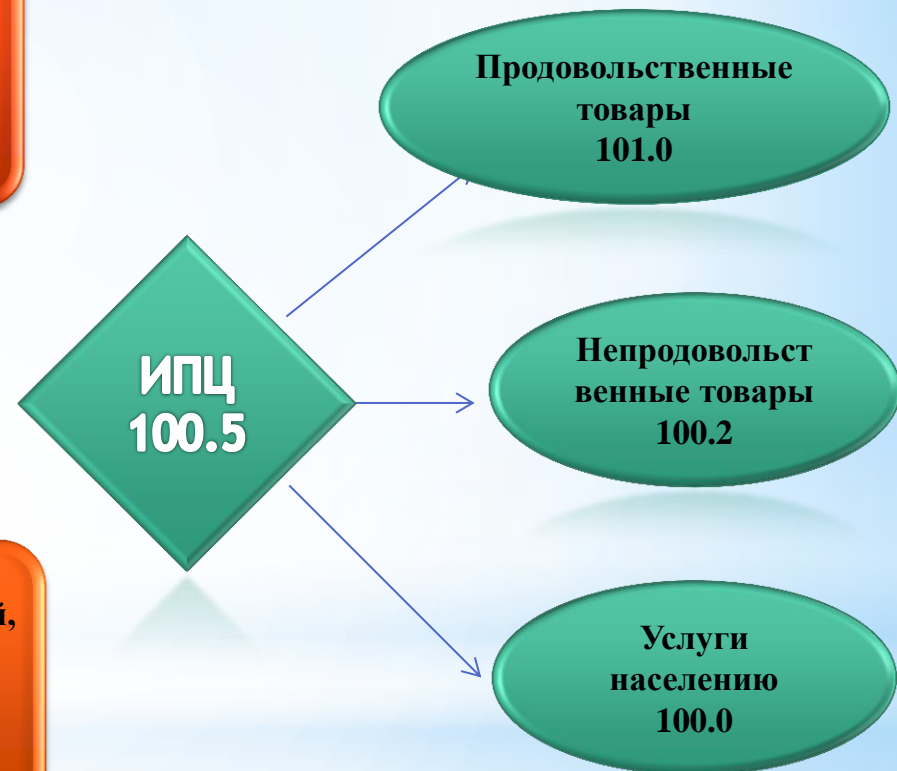 Продовольственные
товары
101.0
ИПЦ
100.5
Непродовольст
венные товары
100.2
Услуги
населению
100.0